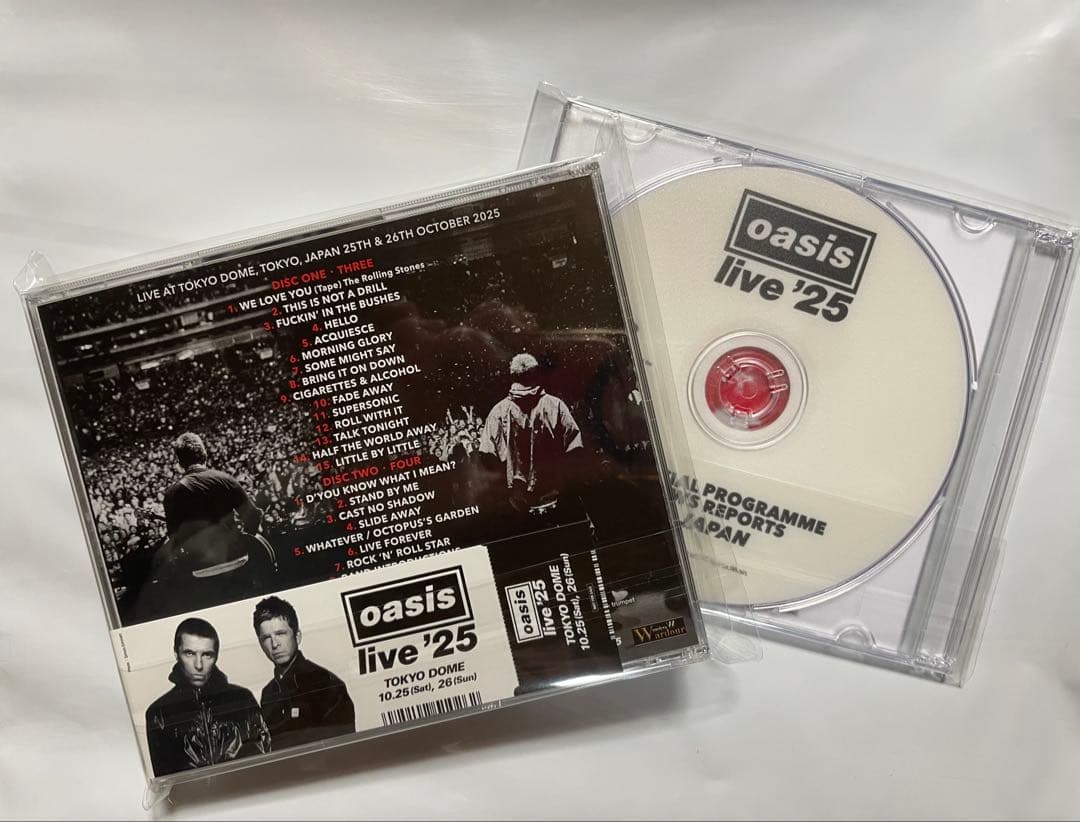 LIVE AT TOKYO DOME, TOKYO, JAPAN 25TH & 26TH OCTOBER 2025
DISC ONE · THREE
1. WE LOVE YOU (Tape) The Rolling Stones
2. THIS IS NOT A DRILL
3. FUCKIN' IN THE BUSHES
4. HELLO
5. ACQUIESCE
6. MORNING GLORY
7. SOME MIGHT SAY
8. BRING IT ON DOWN
9. CIGARETTES & ALCOHOL
10. FADE AWAY
11. SUPERSONIC
12. ROLL WITH IT
13. TALK TONIGHT
14. HALF THE WORLD AWAY
15. LITTLE BY LITTLE
DISC TWO · FOUR
1. D'YOU KNOW WHAT I MEAN?
2. STAND BY ME
3. CAST NO SHADOW
4. SLIDE AWAY
5. WHATEVER / OCTOPUS'S GARDEN
6. LIVE FOREVER
7. ROCK 'N' ROLL STAR
BAND INTRODUCTIONS
oasis
live '25
TOKYO DOME
10.25(Sat), 26(Sun)
oasis
live '25
TOKYO DOME
10.25(Sat), 26(Sun)
trumpet
Wardour
oasis
live '25
PROGRAMME
REPORTS
JAPAN